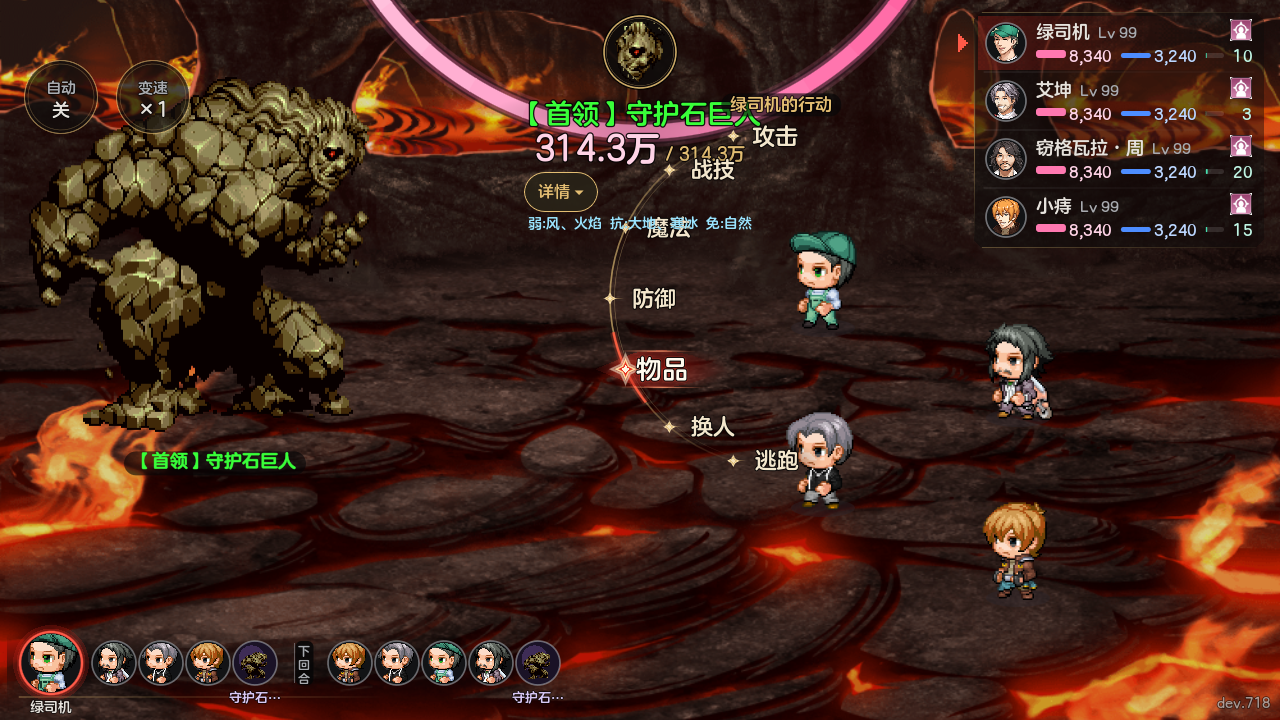 自动
关
变速
×1
【首领】守护石巨人
314.3万 / 314.3万
详情
弱:风、火焰 抗:大地、寒水 免:自然
绿司机的行动
攻击
战技
魔法
防御
物品
换人
逃跑
绿司机 Lv 99
8,340 3,240 10
艾坤 Lv 99
8,340 3,240 3
窃格瓦拉·周 Lv 99
8,340 3,240 20
小痔 Lv 99
8,340 3,240 15
【首领】守护石巨人
下回合
守护石…
守护石…
绿司机
dev.718